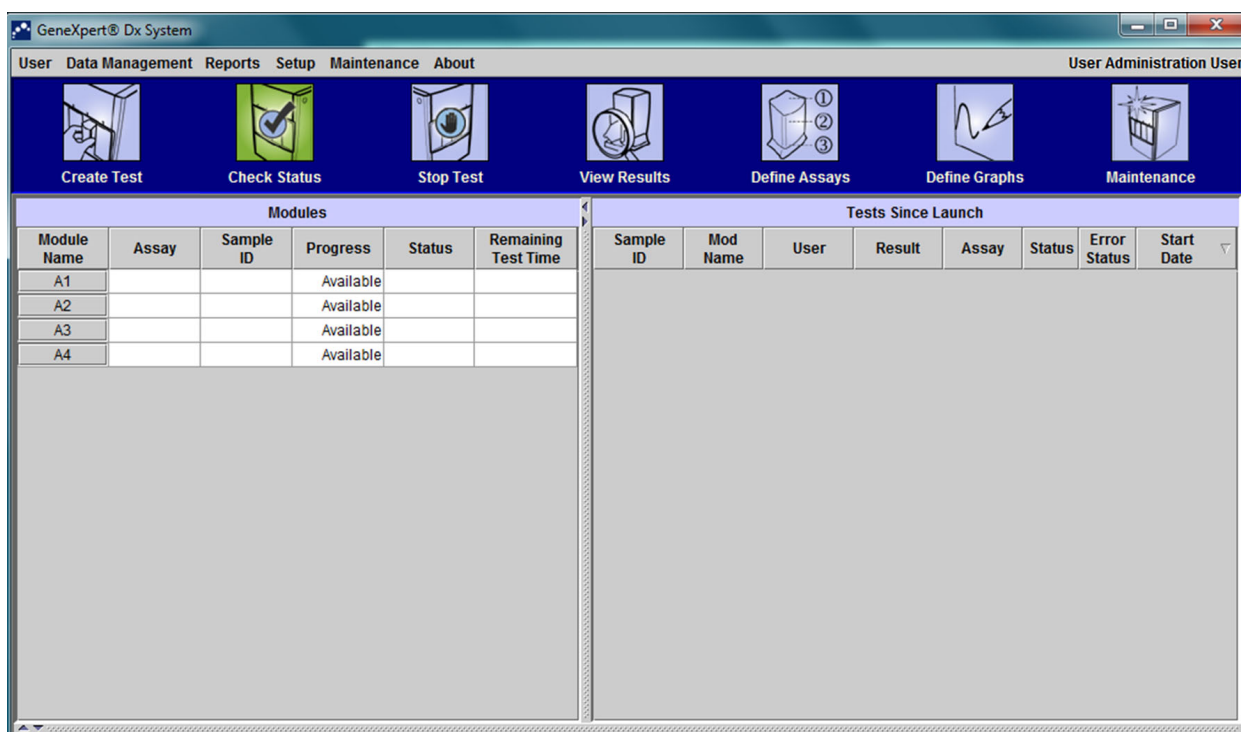 GeneXpert® Dx System
User Data Management Reports Setup Maintenance About User Administration User
① ② ③
Create Test Check Status Stop Test View Results Define Assays Define Graphs Maintenance
Modules
Module Name Assay Sample ID Progress Status Remaining Test Time
A1 Available
A2 Available
A3 Available
A4 Available
Tests Since Launch
Sample ID Mod Name User Result Assay Status Error Status Start Date